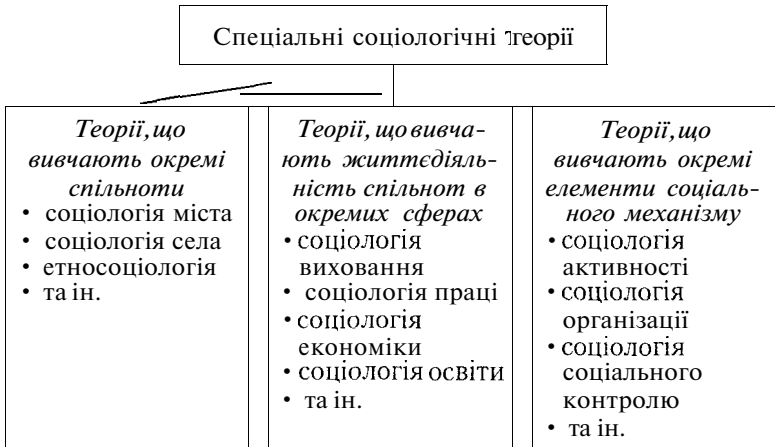 Спеціальні соціологічні теорії
Теорії, що
вивчають окремі
спільноти
• соціологія міста
• соціологія села
• етносоціологія
• та ін.
Теорії, що вивча-
ють життєдіяль-
ність спільнот в
окремих сферах
• соціологія
виховання
• соціологія праці
• соціологія
економіки
• соціологія освіти
• та ін.
Теорії, що
вивчають окремі
елементи соціаль-
ного механізму
• соціологія
активності
• соціологія
організації
• соціологія
соціального
контролю
• та ін.